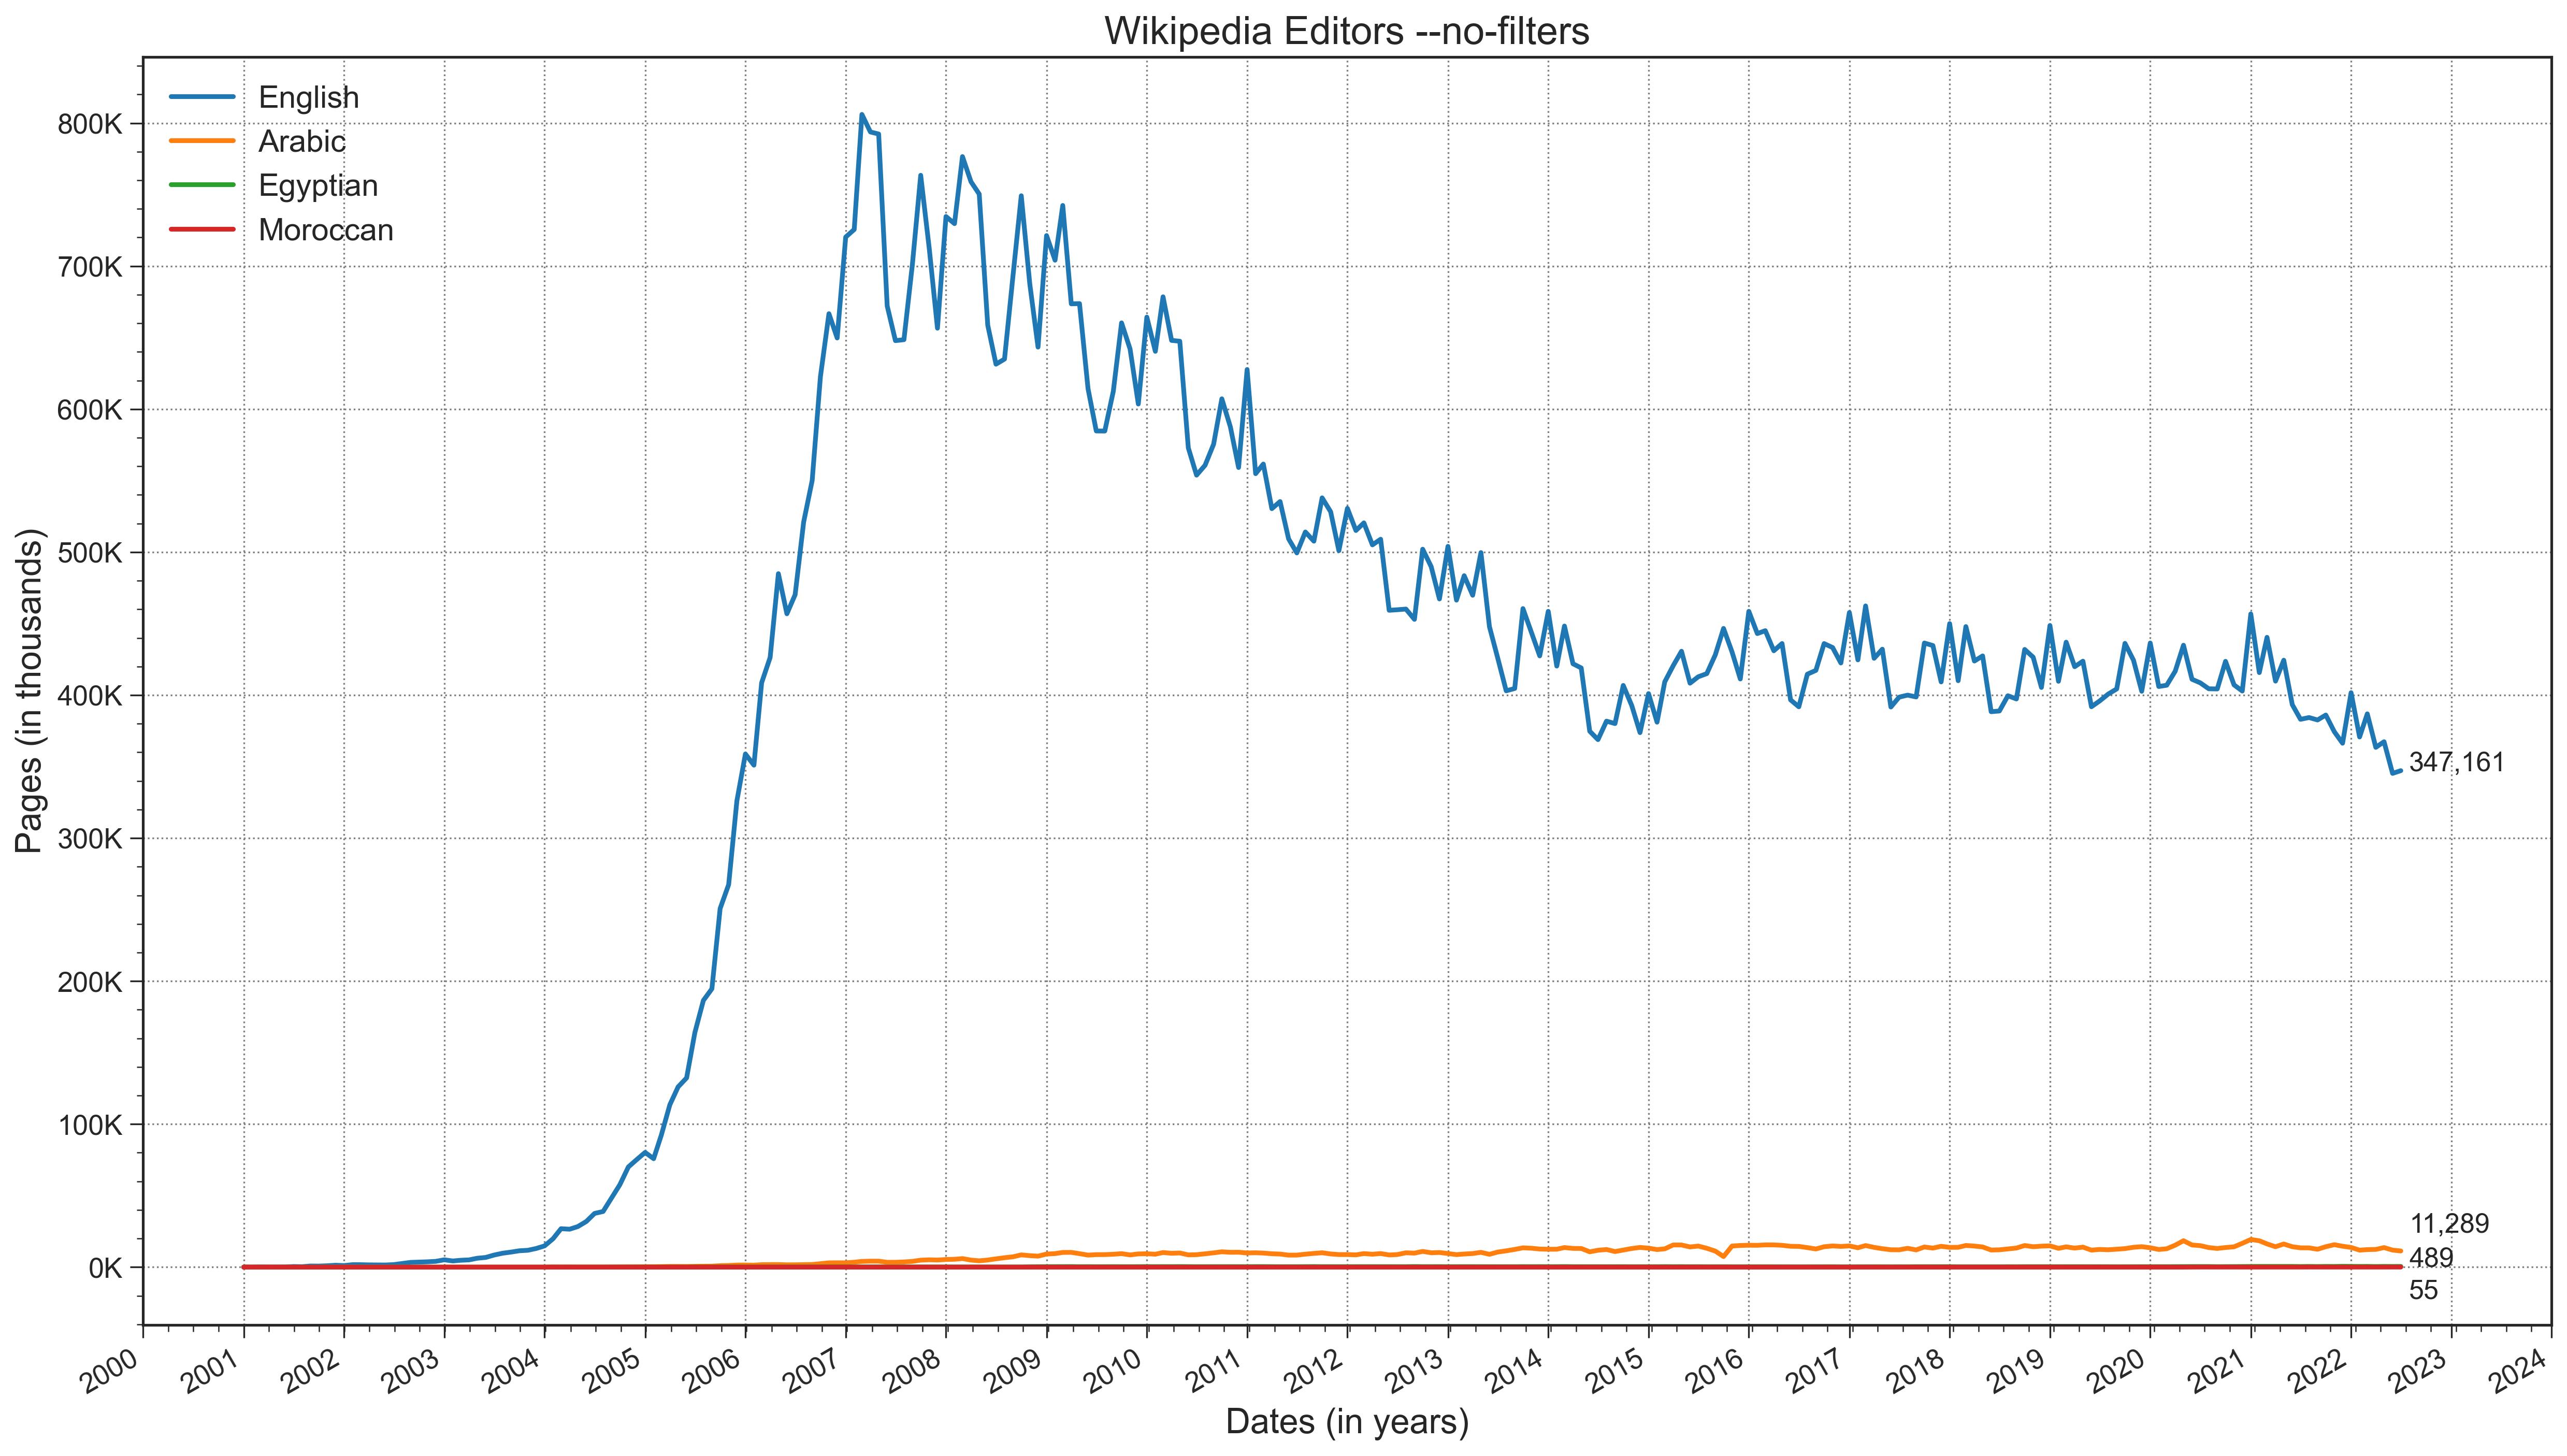 Wikipedia Editors --no-filters
English
Arabic
Egyptian
Moroccan
Pages (in thousands)
800K
700K
600K
500K
400K
300K
200K
100K
0K
347,161
11,289
489
55
2000 2001 2002 2003 2004 2005 2006 2007 2008 2009 2010 2011 2012 2013 2014 2015 2016 2017 2018 2019 2020 2021 2022 2023 2024
Dates (in years)